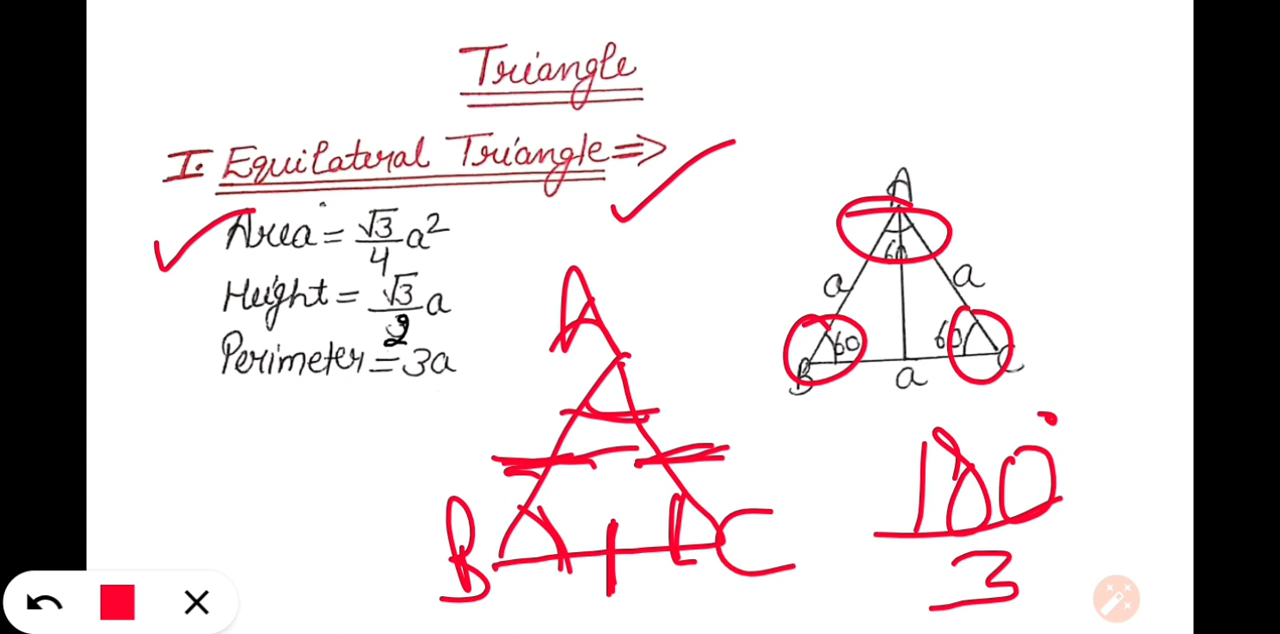 Triangle
I. Equilateral Triangle ⇒
Area = √3/4 a²
Height = √3/2 a
Perimeter = 3a
A
60
a a
60 60
B a C
A
B C
180°
3